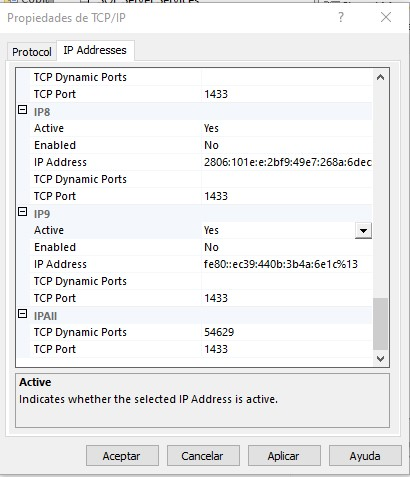 Propiedades de TCP/IP
Protocol IP Addresses
TCP Dynamic Ports
TCP Port 1433
IP8
Active Yes
Enabled No
IP Address 2806:101e:e:2bf9:49e7:268a:6dec
TCP Dynamic Ports
TCP Port 1433
IP9
Active Yes
Enabled No
IP Address fe80::ec39:440b:3b4a:6e1c%13
TCP Dynamic Ports
TCP Port 1433
IPAll
TCP Dynamic Ports 54629
TCP Port 1433
Active
Indicates whether the selected IP Address is active.
Aceptar Cancelar Aplicar Ayuda